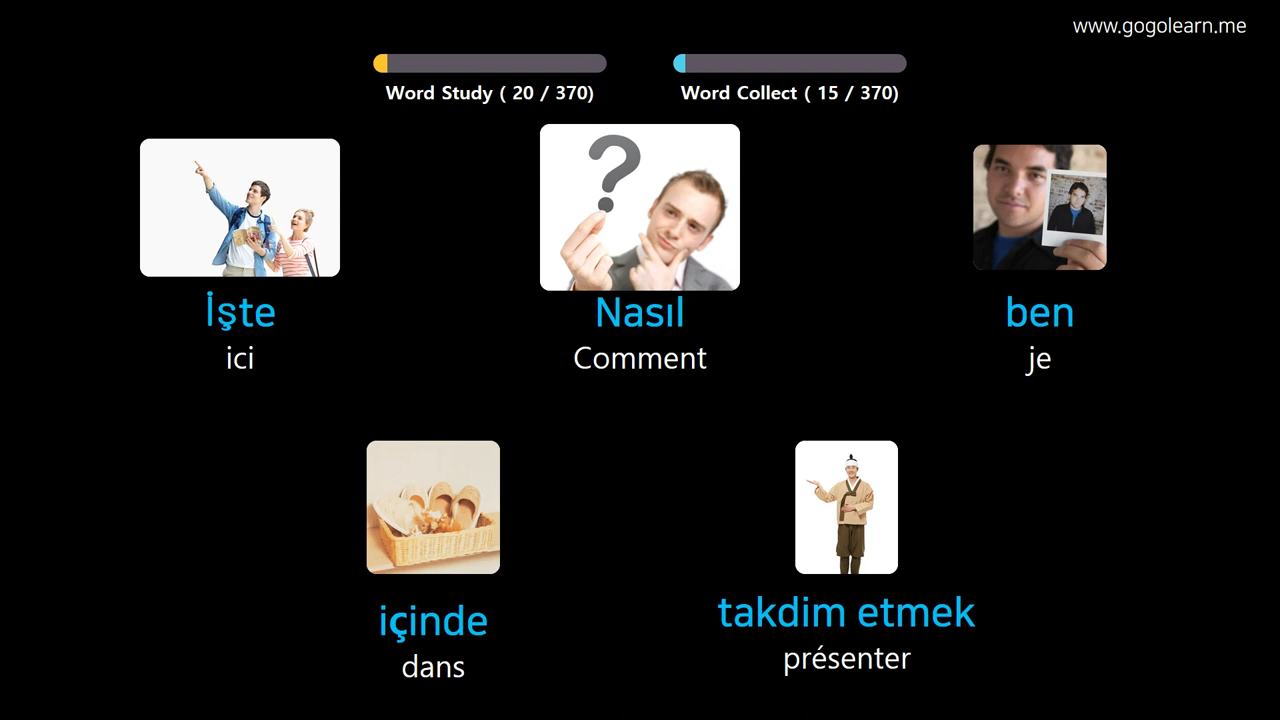 www.gogolearn.me
Word Study ( 20 / 370)
Word Collect ( 15 / 370)
İşte
ici
Nasıl
Comment
ben
je
içinde
dans
takdim etmek
présenter